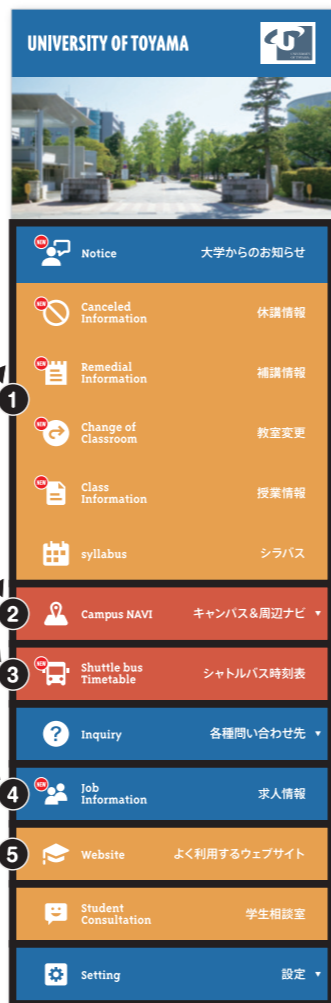 UNIVERSITY OF TOYAMA
NEW
Notice 大学からのお知らせ
NEW
Canceled
Information 休講情報
NEW
Remedial
Information 補講情報
1
NEW
Change of
Classroom 教室変更
NEW
Class
Information 授業情報
syllabus シラバス
2 Campus NAVI キャンパス&周辺ナビ ▼
3
NEW
Shuttle bus
Timetable シャトルバス時刻表
? Inquiry 各種問い合わせ先 ▼
4
NEW
Job
Information 求人情報
5 Website よく利用するウェブサイト
Student
Consultation 学生相談室
Setting 設定 ▼